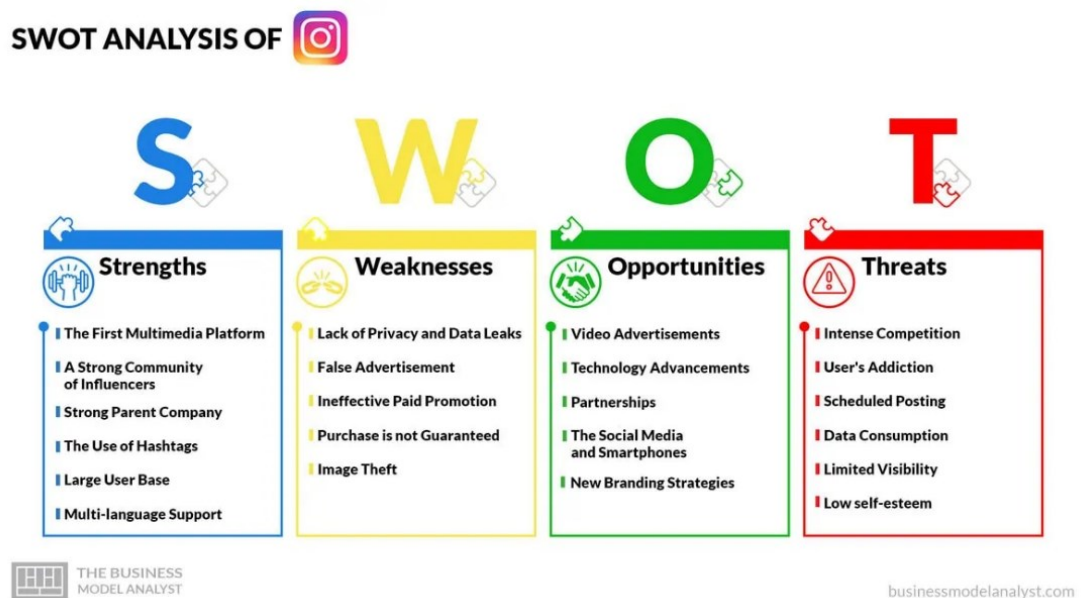 SWOT ANALYSIS OF
S
W
O
T
Strengths
The First Multimedia Platform
A Strong Community
of Influencers
Strong Parent Company
The Use of Hashtags
Large User Base
Multi-language Support
Weaknesses
Lack of Privacy and Data Leaks
False Advertisement
Ineffective Paid Promotion
Purchase is not Guaranteed
Image Theft
Opportunities
Video Advertisements
Technology Advancements
Partnerships
The Social Media
and Smartphones
New Branding Strategies
Threats
Intense Competition
User's Addiction
Scheduled Posting
Data Consumption
Limited Visibility
Low self-esteem
THE BUSINESS
MODEL ANALYST
businessmodelanalyst.com